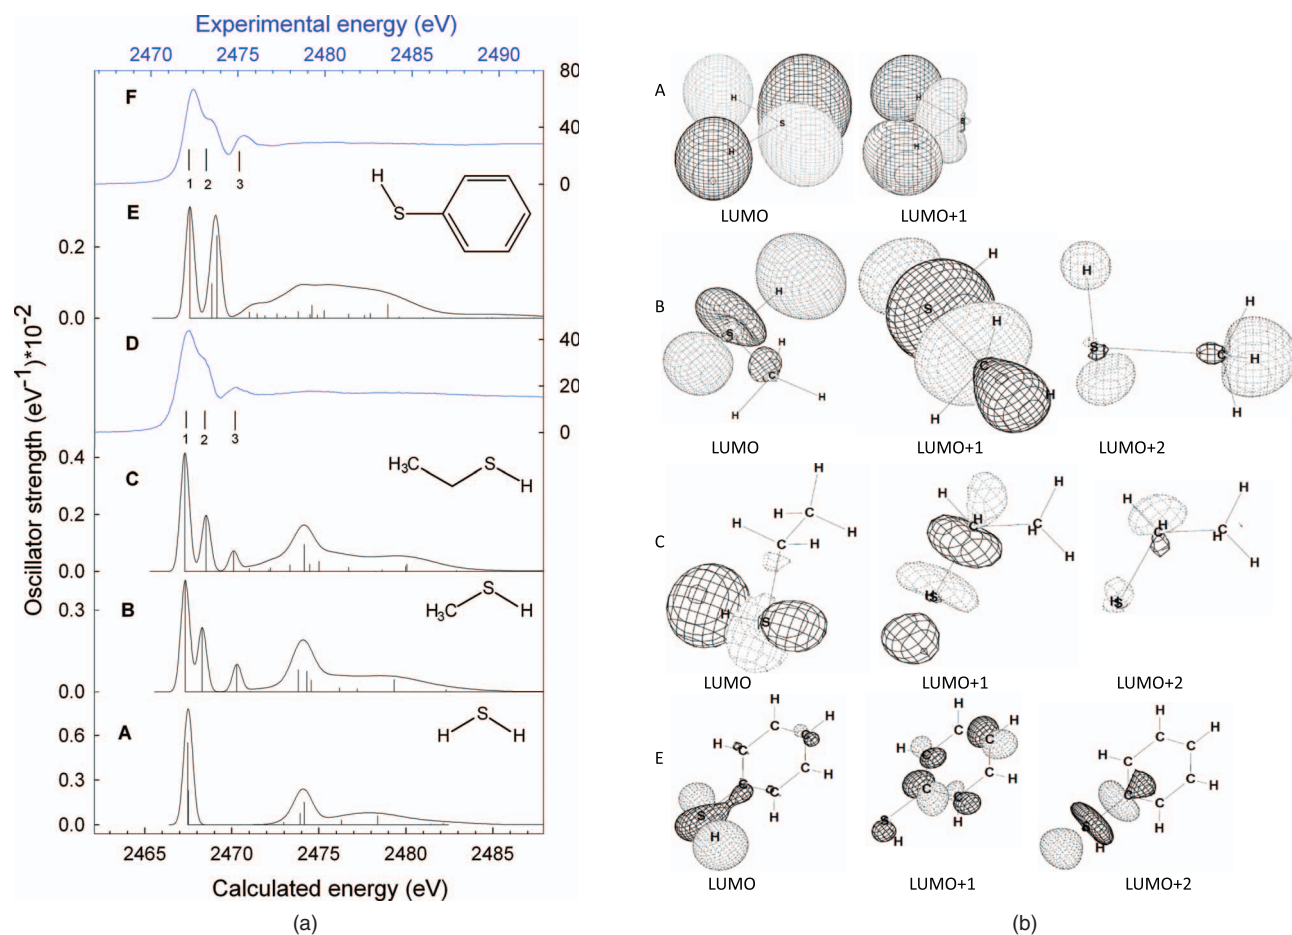 Experimental energy (eV)
2470 2475 2480 2485 2490
F
80
40
0
1 2 3
H
S
E
0.2
0.0
D
40
20
0
1 2 3
C
0.4
0.2
0.0
H₃C S H
B
0.3
0.0
H₃C S H
A
0.6
0.3
0.0
S
H H
Oscillator strength (eV⁻¹)*10⁻²
2465 2470 2475 2480 2485
Calculated energy (eV)
(a)
A
H S H
H S H
LUMO LUMO+1
B
H S H C H H
H S H C H H
H S C H H H
LUMO LUMO+1 LUMO+2
C
H C H H H C H H S
H C H C H H H HS
H C H C H H H HS
LUMO LUMO+1 LUMO+2
E
H H H C C C C H S H
H C C H H C C C H S H
H C C H H C C H S H
LUMO LUMO+1 LUMO+2
(b)